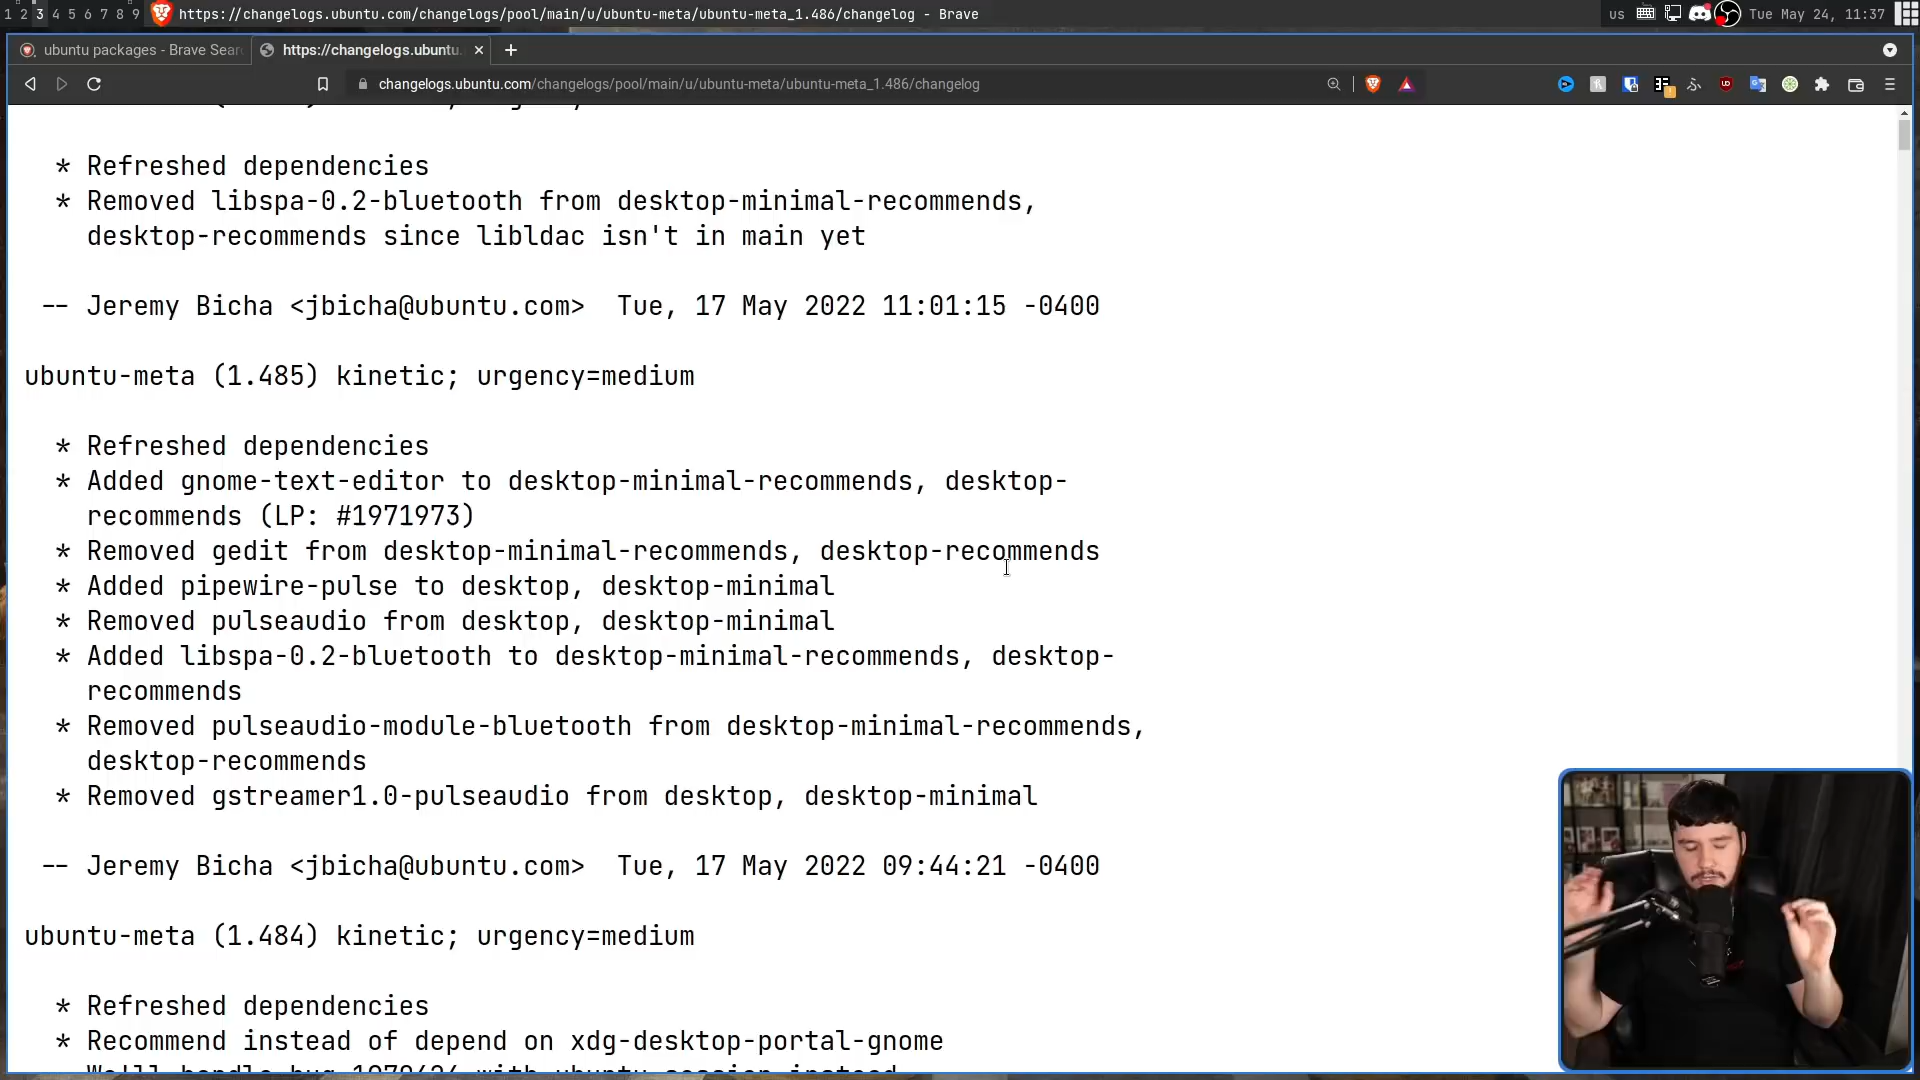 1 2 3 4 5 6 7 8 9 https://changelogs.ubuntu.com/changelogs/pool/main/u/ubuntu-meta/ubuntu-meta_1.486/changelog - Brave us Tue May 24, 11:37
ubuntu packages - Brave Sear https://changelogs.ubuntu.
changelogs.ubuntu.com/changelogs/pool/main/u/ubuntu-meta/ubuntu-meta_1.486/changelog
* Refreshed dependencies
* Removed libspa-0.2-bluetooth from desktop-minimal-recommends,
desktop-recommends since libldac isn't in main yet
-- Jeremy Bicha <jbicha@ubuntu.com>  Tue, 17 May 2022 11:01:15 -0400
ubuntu-meta (1.485) kinetic; urgency=medium
* Refreshed dependencies
* Added gnome-text-editor to desktop-minimal-recommends, desktop-
recommends (LP: #1971973)
* Removed gedit from desktop-minimal-recommends, desktop-recommends
* Added pipewire-pulse to desktop, desktop-minimal
* Removed pulseaudio from desktop, desktop-minimal
* Added libspa-0.2-bluetooth to desktop-minimal-recommends, desktop-
recommends
* Removed pulseaudio-module-bluetooth from desktop-minimal-recommends,
desktop-recommends
* Removed gstreamer1.0-pulseaudio from desktop, desktop-minimal
-- Jeremy Bicha <jbicha@ubuntu.com>  Tue, 17 May 2022 09:44:21 -0400
ubuntu-meta (1.484) kinetic; urgency=medium
* Refreshed dependencies
* Recommend instead of depend on xdg-desktop-portal-gnome